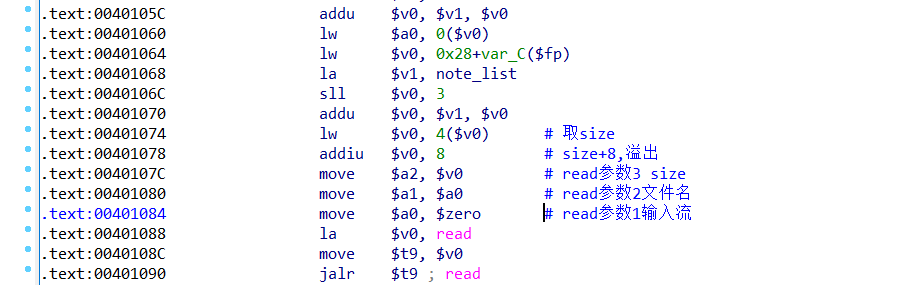 .text:0040105C addu $v0, $v1, $v0
.text:00401060 lw $a0, 0($v0)
.text:00401064 lw $v0, 0x28+var_C($fp)
.text:00401068 la $v1, note_list
.text:0040106C sll $v0, 3
.text:00401070 addu $v0, $v1, $v0
.text:00401074 lw $v0, 4($v0) # 取size
.text:00401078 addiu $v0, 8 # size+8,溢出
.text:0040107C move $a2, $v0 # read参数3 size
.text:00401080 move $a1, $a0 # read参数2文件名
.text:00401084 move $a0, $zero # read参数1输入流
.text:00401088 la $v0, read
.text:0040108C move $t9, $v0
.text:00401090 jalr $t9 ; read